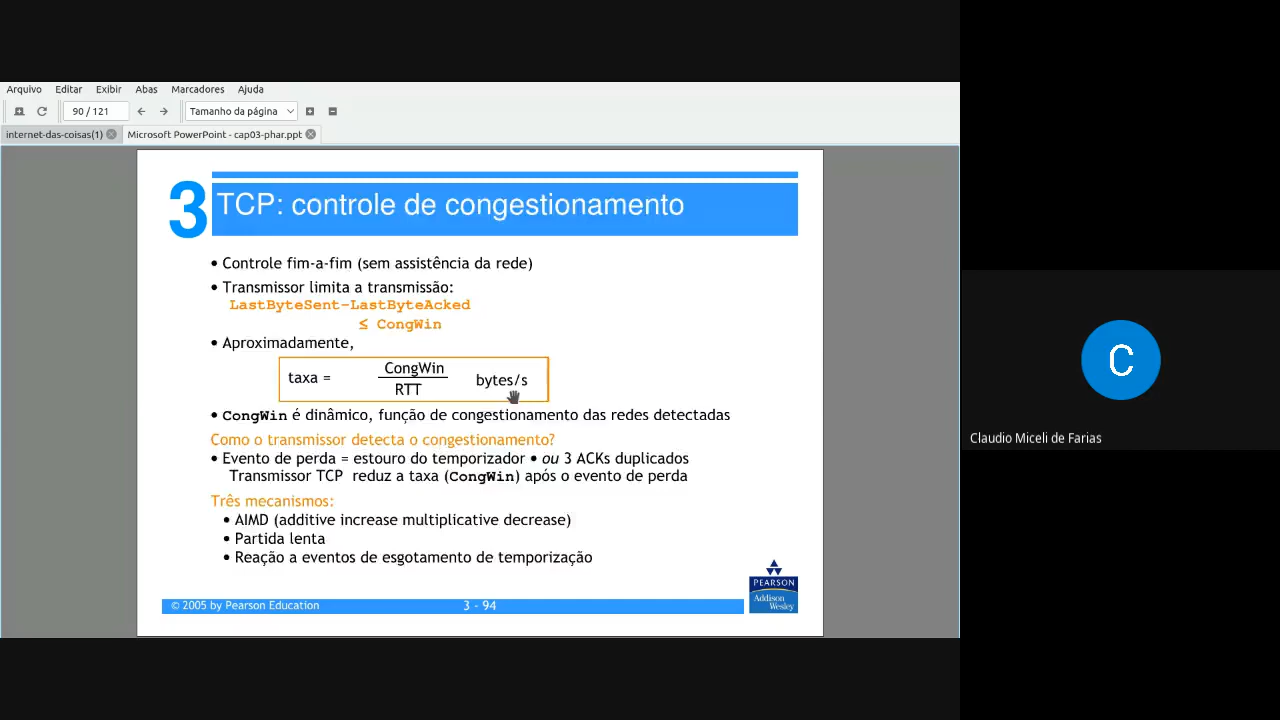 Arquivo Editar Exibir Abas Marcadores Ajuda
90 / 121 Tamanho da página
internet-das-coisas(1) Microsoft PowerPoint - cap03-phar.ppt
3 TCP: controle de congestionamento
• Controle fim-a-fim (sem assistência da rede)
• Transmissor limita a transmissão:
LastByteSent-LastByteAcked
≤ CongWin
• Aproximadamente,
taxa = CongWin
RTT
bytes/s
• CongWin é dinâmico, função de congestionamento das redes detectadas
Como o transmissor detecta o congestionamento?
• Evento de perda = estouro do temporizador • ou 3 ACKs duplicados
Transmissor TCP reduz a taxa (CongWin) após o evento de perda
Três mecanismos:
• AIMD (additive increase multiplicative decrease)
• Partida lenta
• Reação a eventos de esgotamento de temporização
PEARSON
Addison
Wesley
© 2005 by Pearson Education 3 - 94
C
Claudio Miceli de Farias